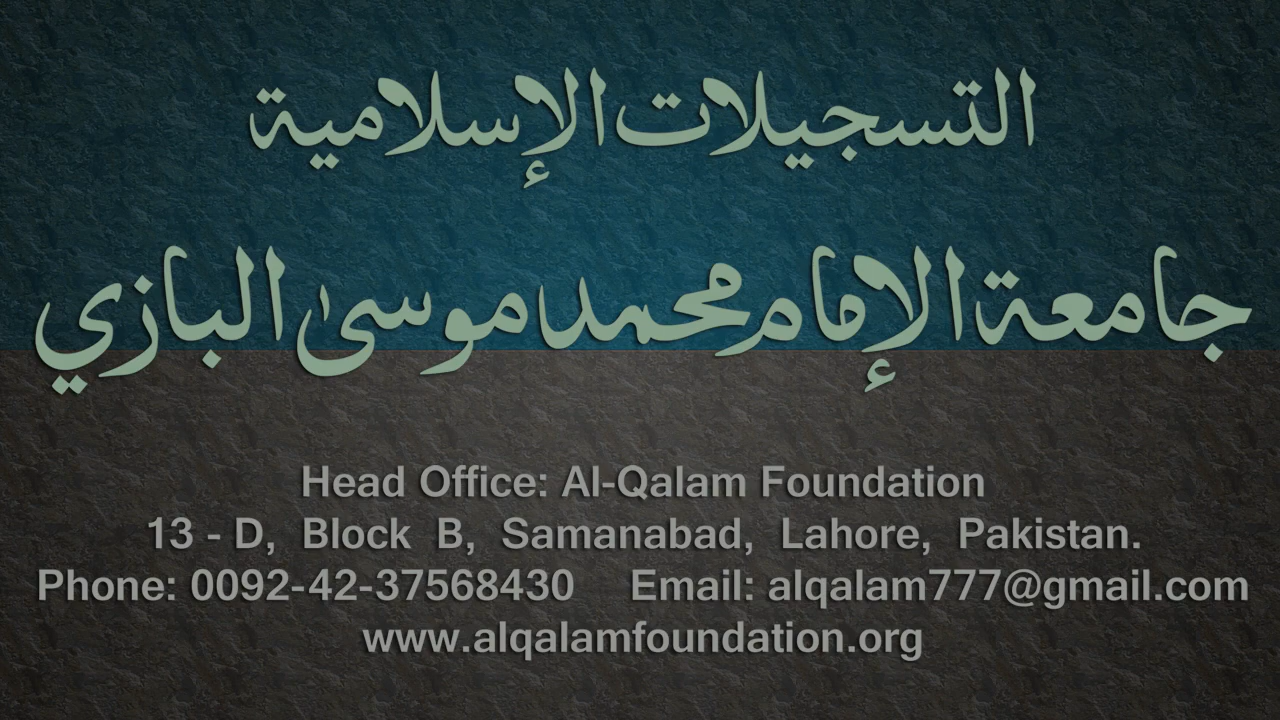 التسجيلات الإسلامية
جامعة الإمام محمد موسىٰ البازي
Head Office: Al-Qalam Foundation
13 - D, Block B, Samanabad, Lahore, Pakistan.
Phone: 0092-42-37568430 Email: alqalam777@gmail.com
www.alqalamfoundation.org